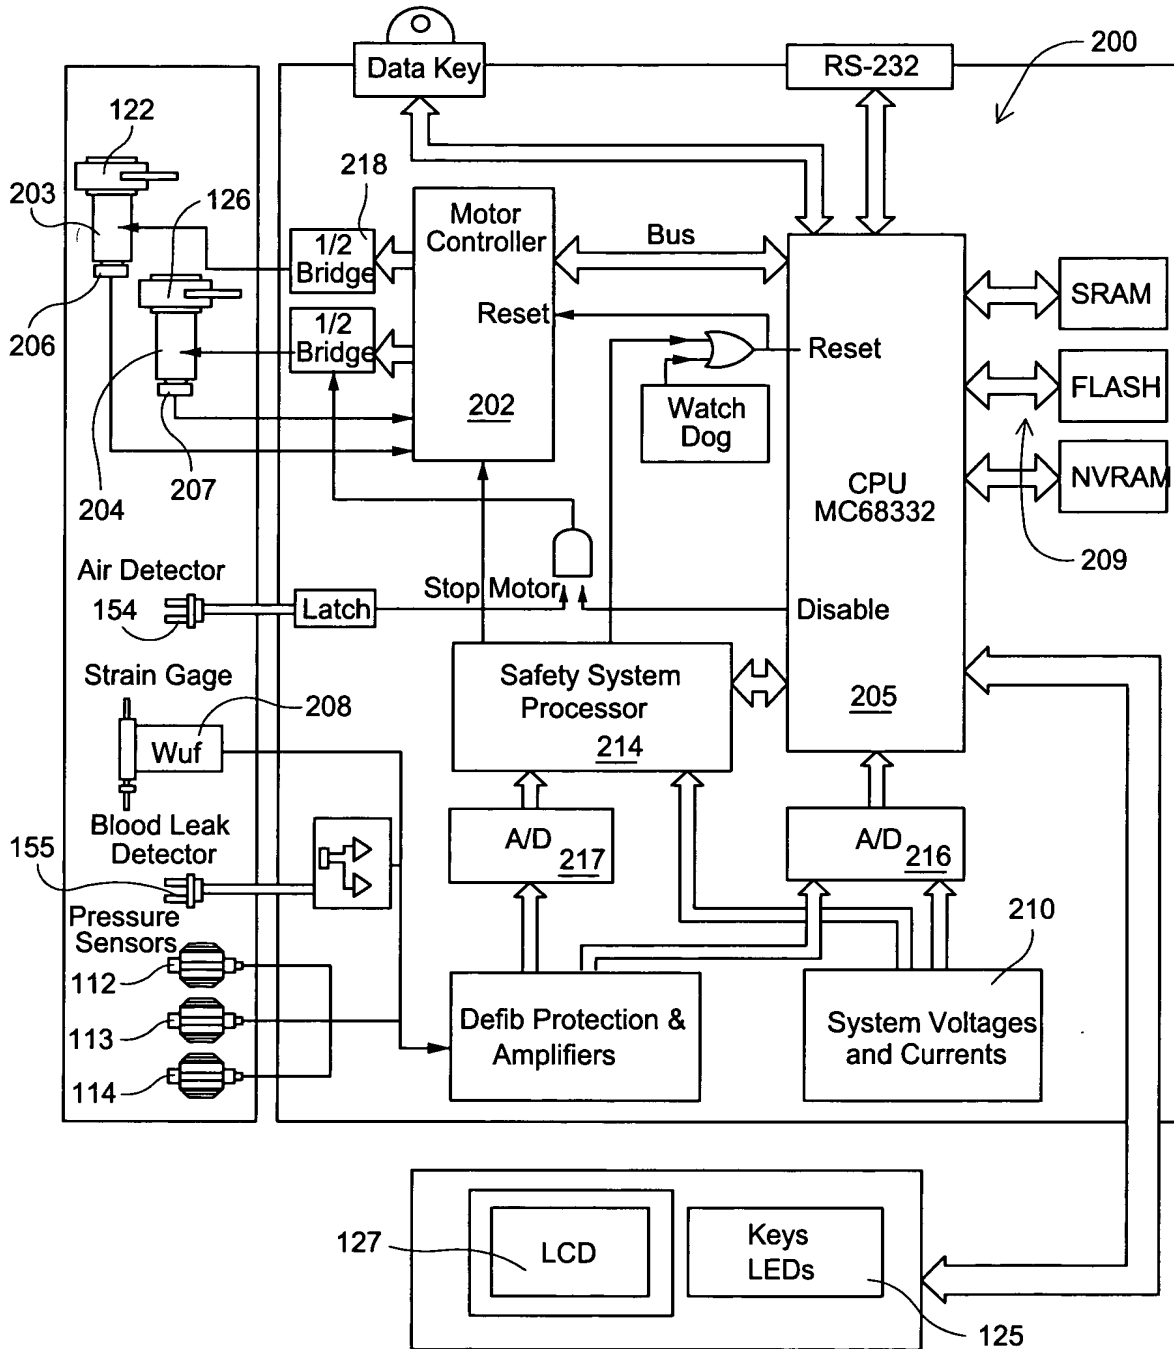 Data Key
RS-232
200
122
218
203
126
1/2
Bridge
Motor
Controller
Bus
SRAM
206
1/2
Bridge
Reset
Reset
FLASH
202
Watch
Dog
204
207
CPU
MC68332
NVRAM
209
Air Detector
154
Latch
Stop Motor
Disable
Strain Gage
208
Wuf
Safety System
Processor
214
205
Blood Leak
Detector
155
A/D
217
A/D
216
Pressure
Sensors
210
112
113
114
Defib Protection &
Amplifiers
System Voltages
and Currents
127
LCD
Keys
LEDs
125